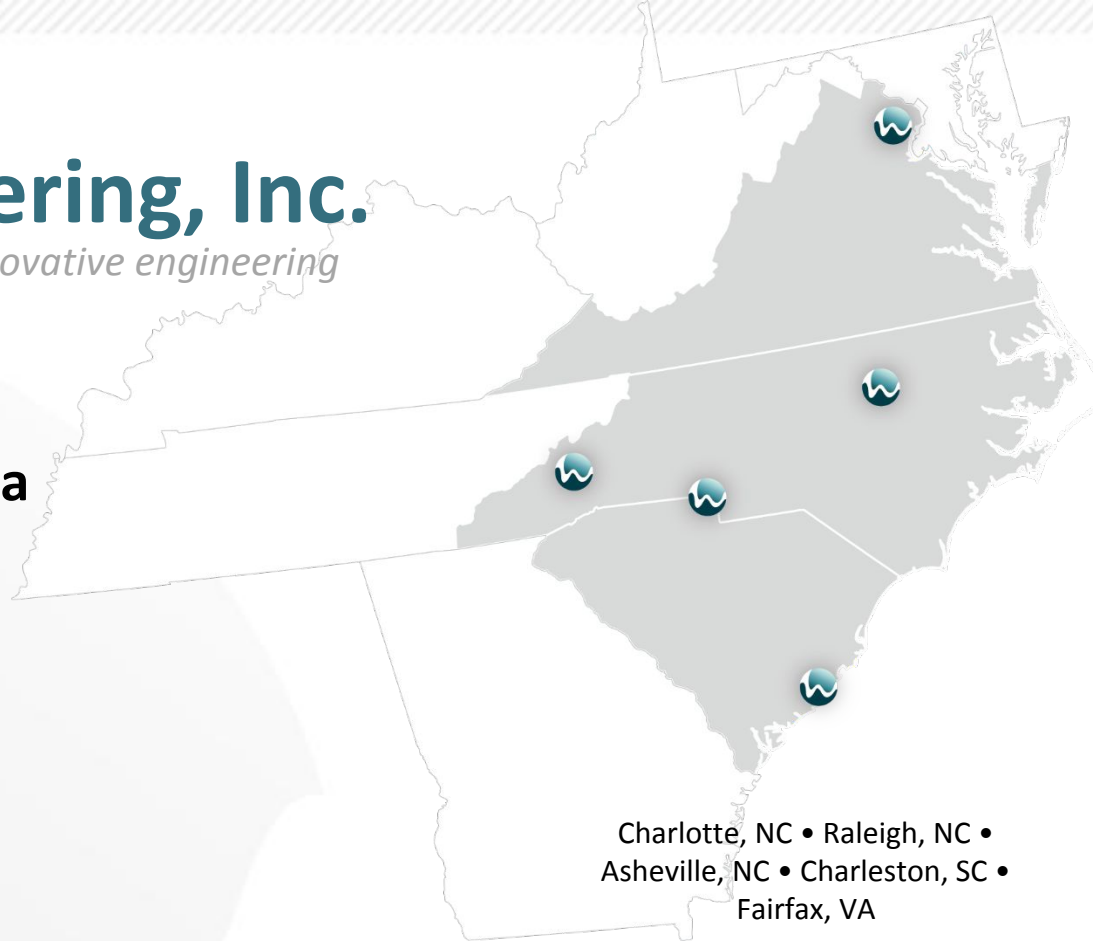 ering, Inc.
ovative engineering
a
Charlotte, NC • Raleigh, NC •
Asheville, NC • Charleston, SC •
Fairfax, VA